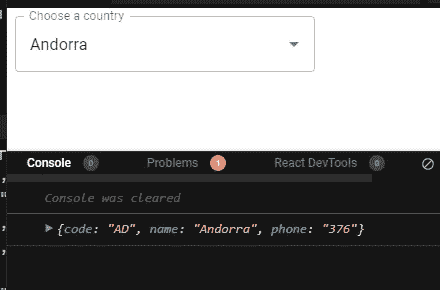 Choose a country
Andorra
Console 0 Problems 1 React DevTools 0
Console was cleared
{code: "AD", name: "Andorra", phone: "376"}